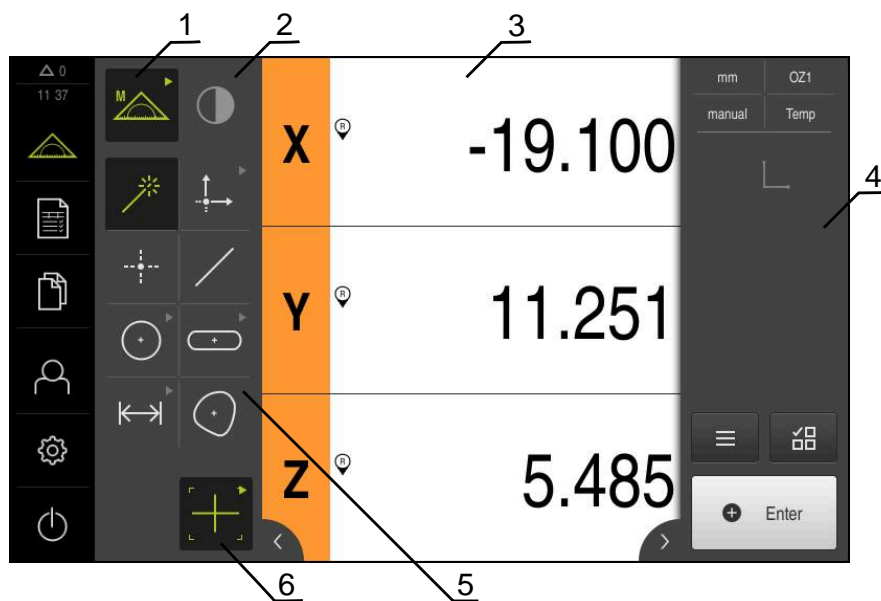 1 2 3
△ 0
11 37
M
X R -19.100
mm OZ1
manual Temp
4
Y R 11.251
Z R 5.485
Enter
6 5